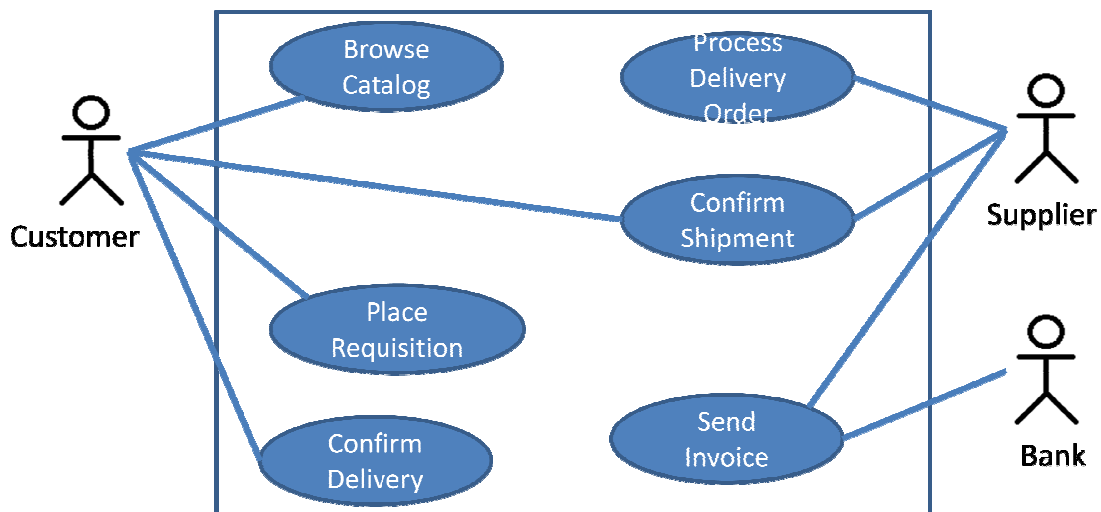 Browse
Catalog
Process
Delivery
Order
Customer
Confirm
Shipment
Supplier
Place
Requisition
Send
Invoice
Confirm
Delivery
Bank